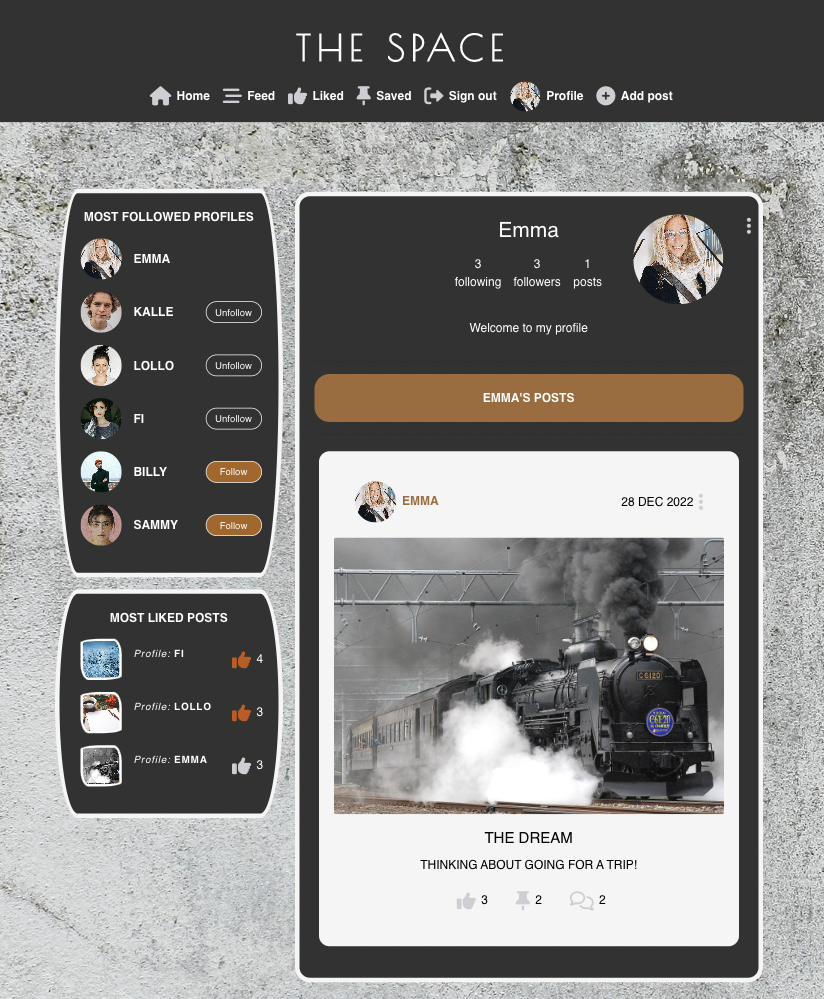 THE SPACE
Home Feed Liked Saved Sign out Profile Add post
MOST FOLLOWED PROFILES
EMMA
KALLE Unfollow
LOLLO Unfollow
FI Unfollow
BILLY Follow
SAMMY Follow
MOST LIKED POSTS
Profile: FI 4
Profile: LOLLO 3
Profile: EMMA 3
Emma
3 3 1
following followers posts
Welcome to my profile
EMMA'S POSTS
EMMA 28 DEC 2022
C6120
THE DREAM
THINKING ABOUT GOING FOR A TRIP!
3 2 2